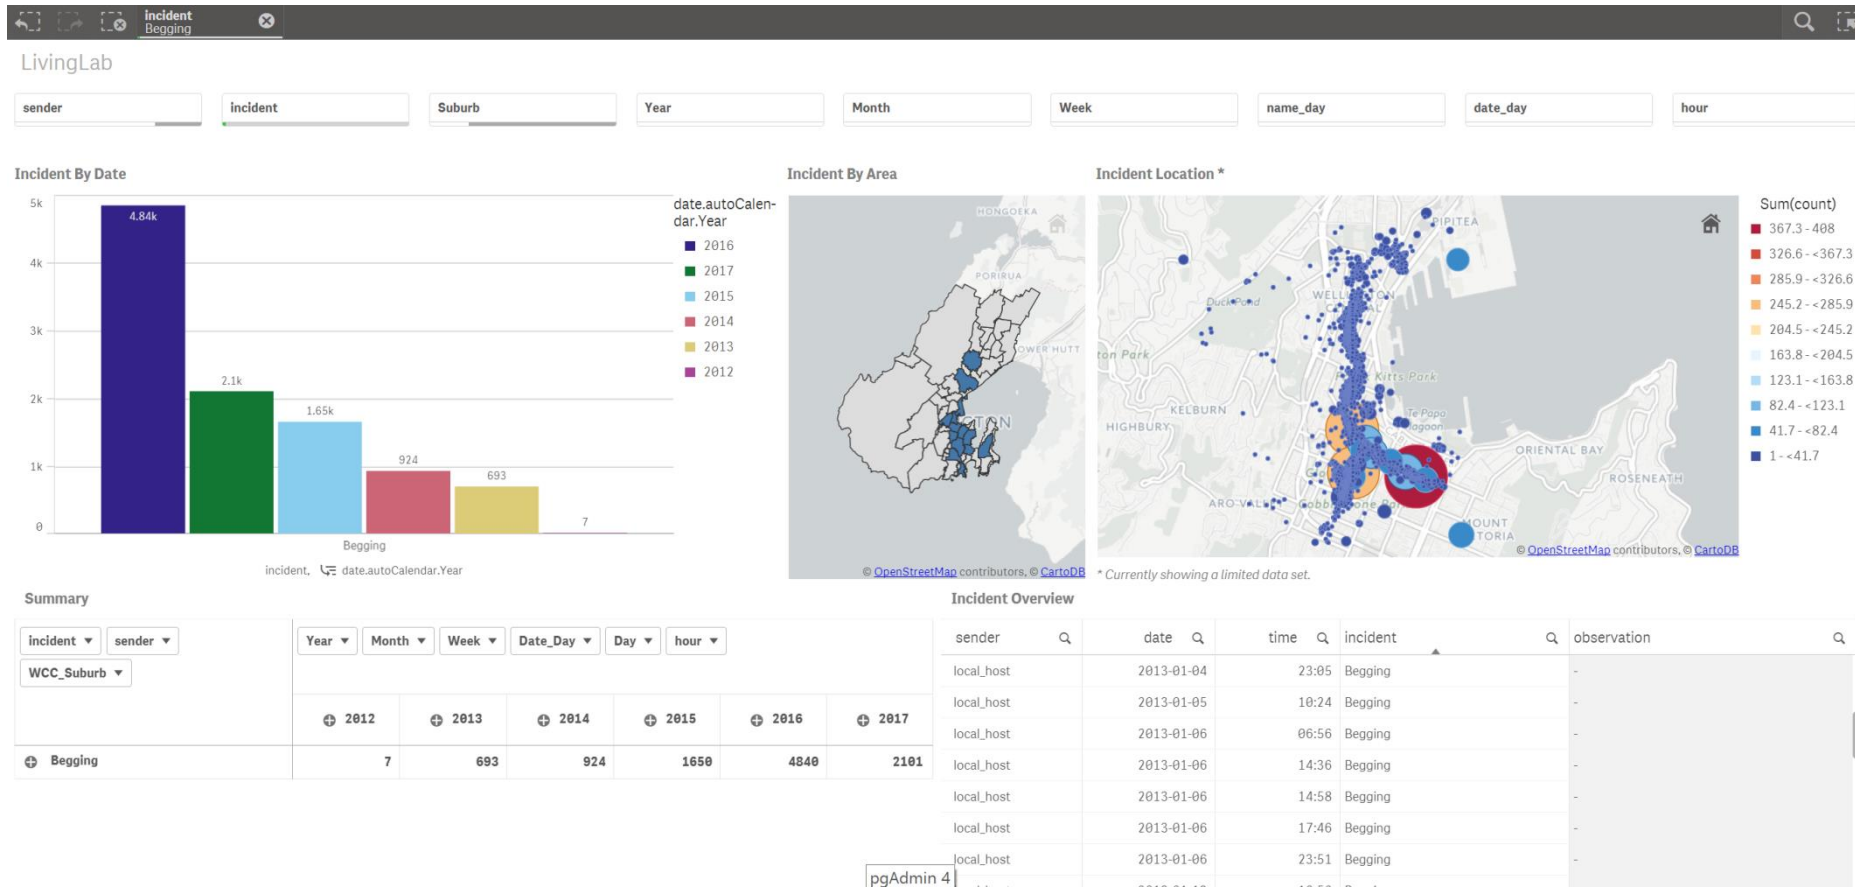 incident
Begging
LivingLab
sender incident Suburb Year Month Week name_day date_day hour
Incident By Date
5k
4k
3k
2k
1k
0
4.84k
2.1k
1.65k
924
693
7
Begging
incident, date.autoCalendar.Year
date.autoCalen-
dar.Year
2016
2017
2015
2014
2013
2012
Incident By Area
HONGOEKA
PORIRUA
OWER HUTT
TON
© OpenStreetMap contributors, © CartoDB
Incident Location *
PIPITEA
Duck Pond
ton Park
Kitts Park
KELBURN
HIGHBURY
Te Papo
agoon
ORIENTAL BAY
ROSENEATH
ARO VALLEY
MOUNT
TORIA
© OpenStreetMap contributors, © CartoDB
* Currently showing a limited data set.
Sum(count)
367.3 - 408
326.6 - <367.3
285.9 - <326.6
245.2 - <285.9
204.5 - <245.2
163.8 - <204.5
123.1 - <163.8
82.4 - <123.1
41.7 - <82.4
1 - <41.7
Summary
incident sender
WCC_Suburb
Year Month Week Date_Day Day hour
2012 2013 2014 2015 2016 2017
Begging 7 693 924 1650 4840 2101
Incident Overview
sender date time incident observation
local_host 2013-01-04 23:05 Begging -
local_host 2013-01-05 10:24 Begging -
local_host 2013-01-06 06:56 Begging -
local_host 2013-01-06 14:36 Begging -
local_host 2013-01-06 14:58 Begging -
local_host 2013-01-06 17:46 Begging -
local_host 2013-01-06 23:51 Begging -
pgAdmin 4